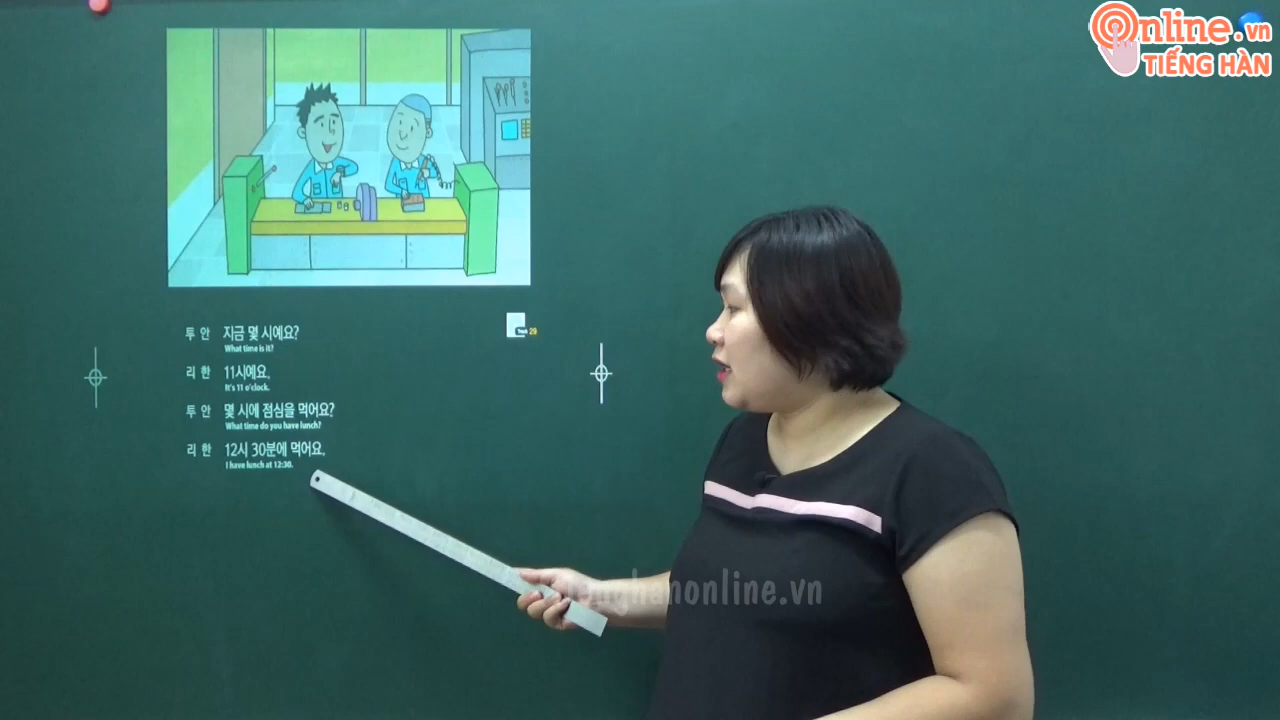 Online.vn
TIẾNG HÀN
투 안 지금 몇 시예요?
What time is it?
Track 29
리 한 11시예요.
It's 11 o'clock.
투 안 몇 시에 점심을 먹어요?
What time do you have lunch?
리 한 12시 30분에 먹어요.
I have lunch at 12:30.
tienghanonline.vn